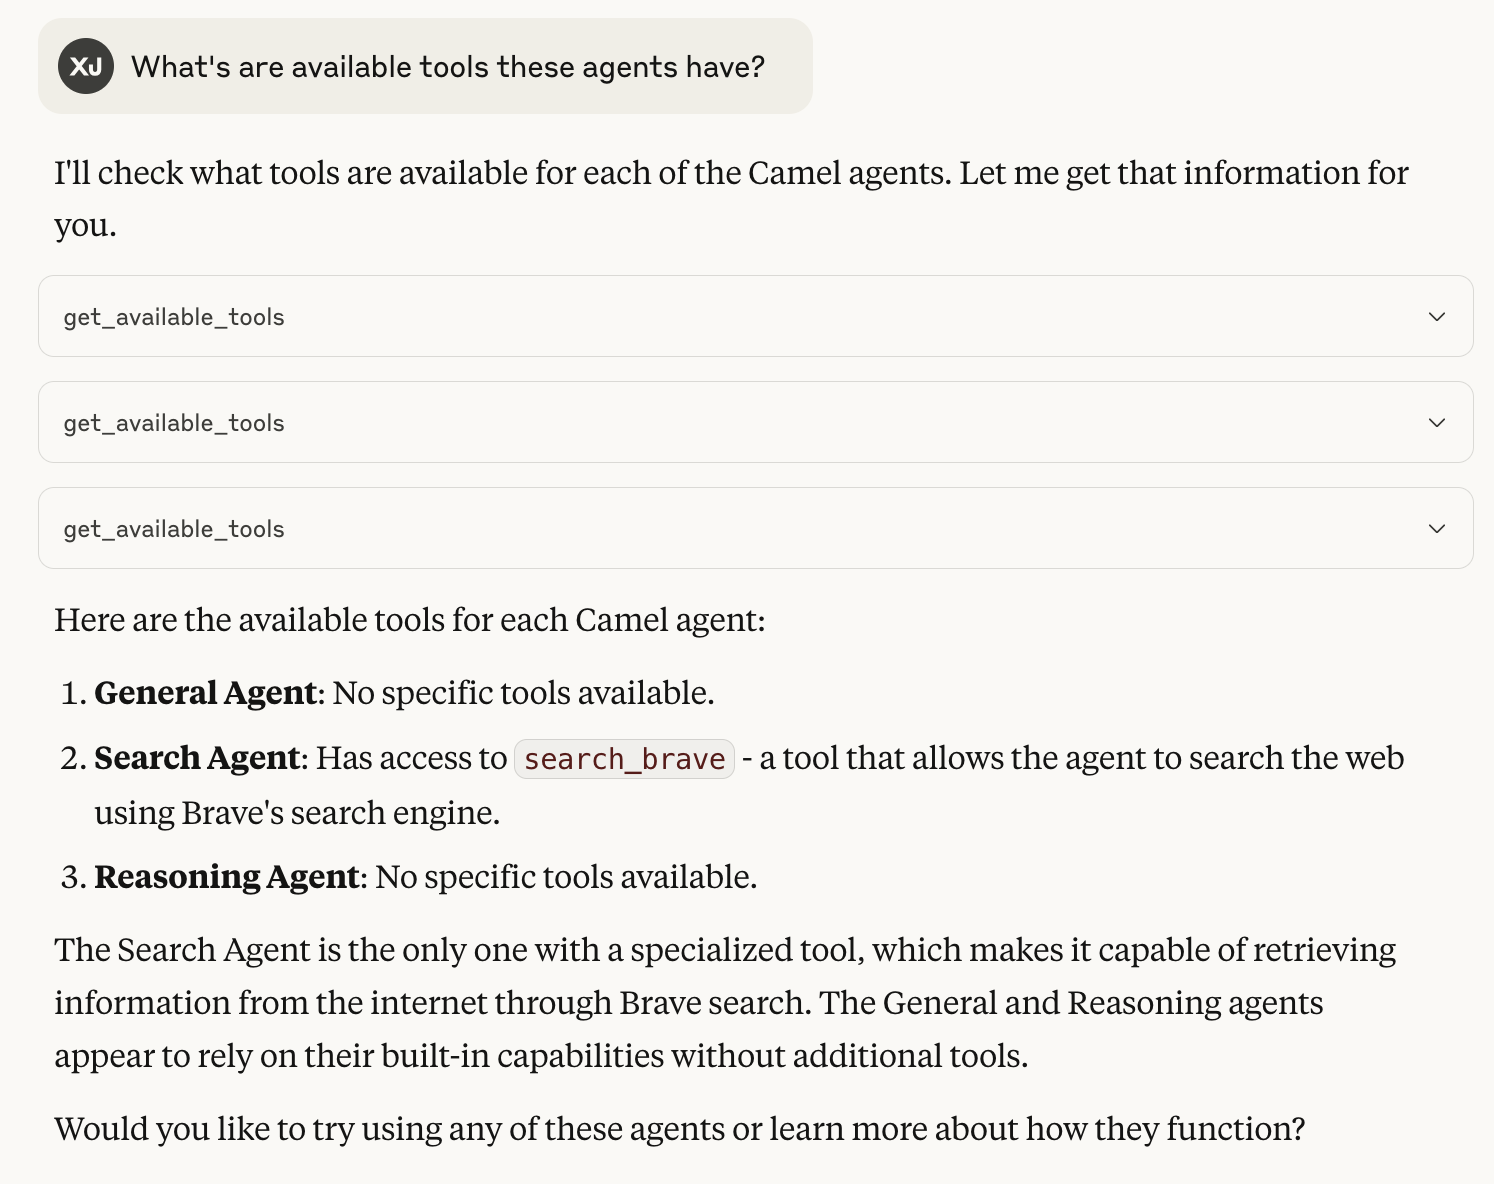 XJ What's are available tools these agents have?
I'll check what tools are available for each of the Camel agents. Let me get that information for
you.
get_available_tools
get_available_tools
get_available_tools
Here are the available tools for each Camel agent:
1. General Agent: No specific tools available.
2. Search Agent: Has access to search_brave - a tool that allows the agent to search the web
using Brave's search engine.
3. Reasoning Agent: No specific tools available.
The Search Agent is the only one with a specialized tool, which makes it capable of retrieving
information from the internet through Brave search. The General and Reasoning agents
appear to rely on their built-in capabilities without additional tools.
Would you like to try using any of these agents or learn more about how they function?